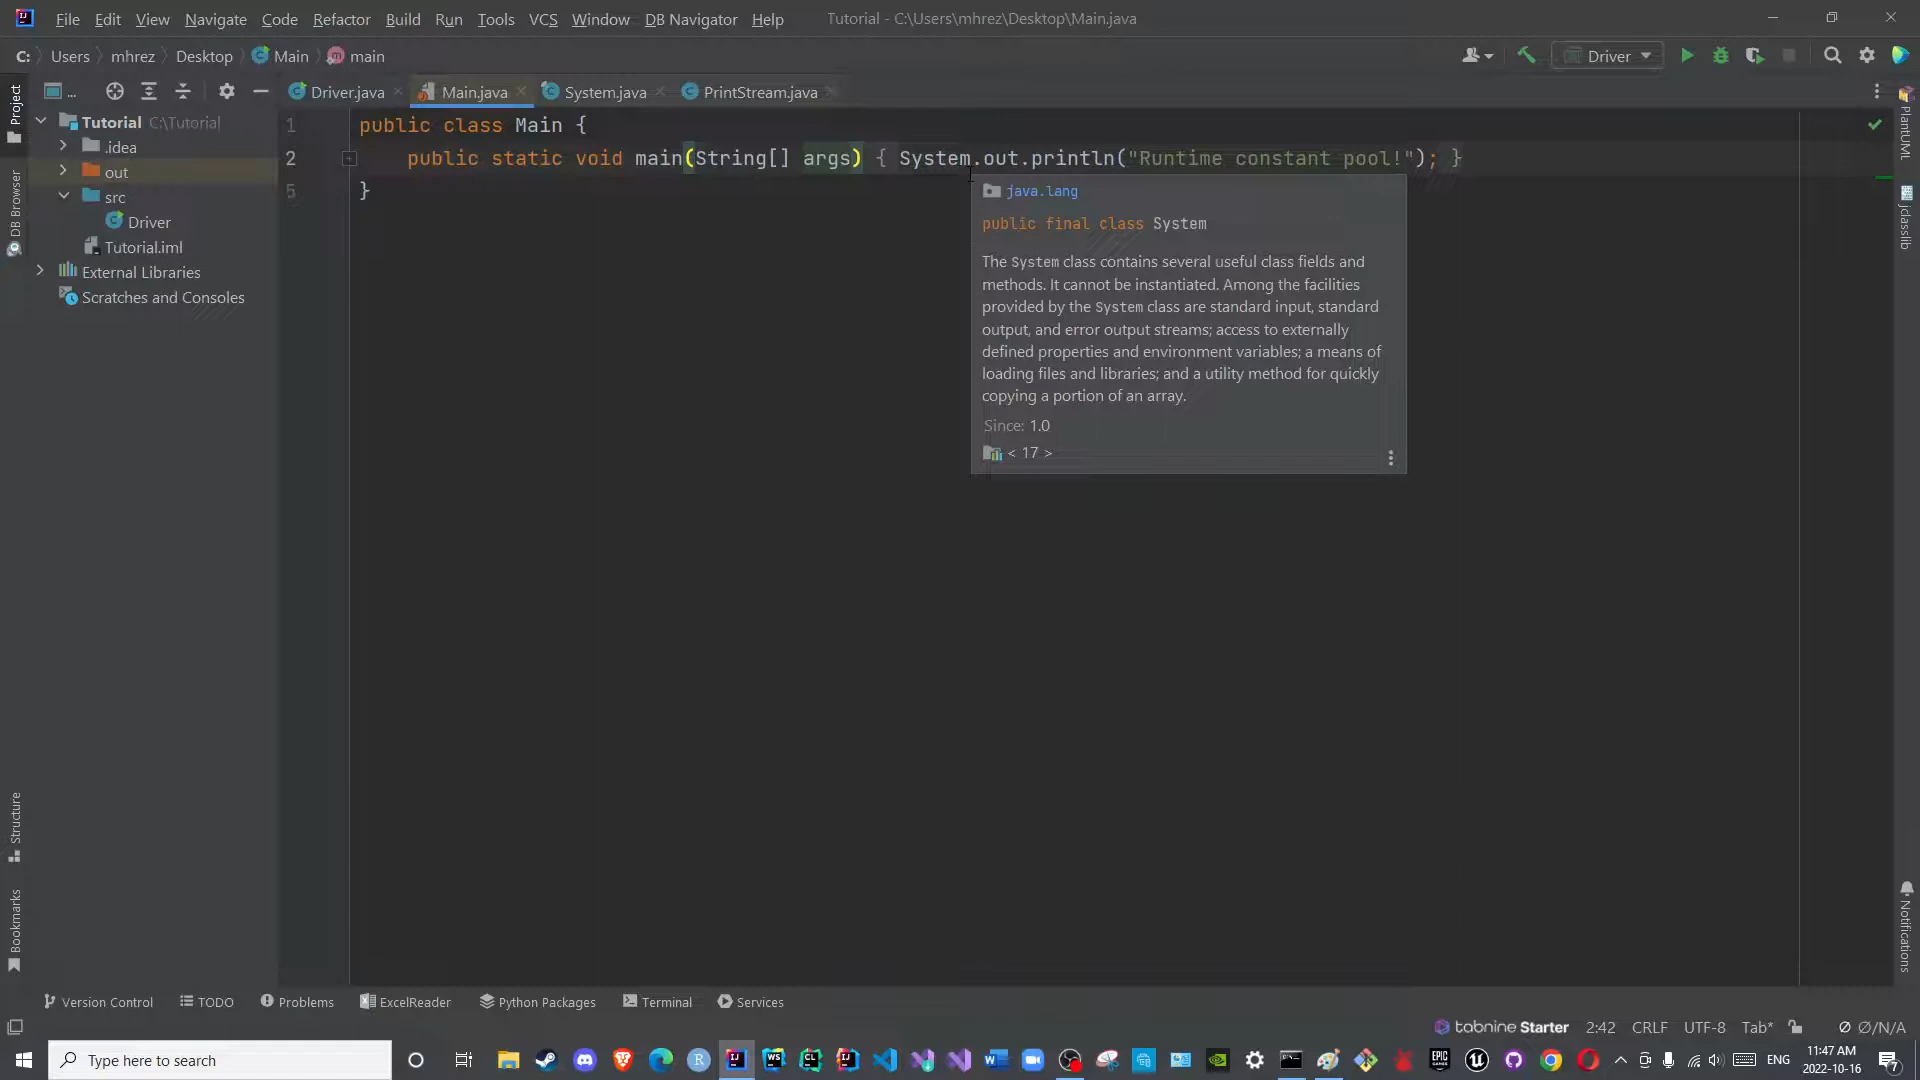 File Edit View Navigate Code Refactor Build Run Tools VCS Window DB Navigator Help Tutorial - C:\Users\mhrez\Desktop\Main.java
C: Users mhrez Desktop Main main Driver
Project ... Driver.java Main.java System.java PrintStream.java
Tutorial C:\Tutorial
.idea
out
src
Driver
Tutorial.iml
External Libraries
Scratches and Consoles
DB Browser
Structure
Bookmarks
1 public class Main {
2 public static void main(String[] args) { System.out.println("Runtime constant pool!"); }
5 }
java.lang
public final class System
The System class contains several useful class fields and
methods. It cannot be instantiated. Among the facilities
provided by the System class are standard input, standard
output, and error output streams; access to externally
defined properties and environment variables; a means of
loading files and libraries; and a utility method for quickly
copying a portion of an array.
Since: 1.0
< 17 >
PlantUML
jclasslib
Notifications
Version Control TODO Problems ExcelReader Python Packages Terminal Services
tabnine Starter 2:42 CRLF UTF-8 Tab* Ø/N/A
Type here to search
ENG
11:47 AM
2022-10-16
7